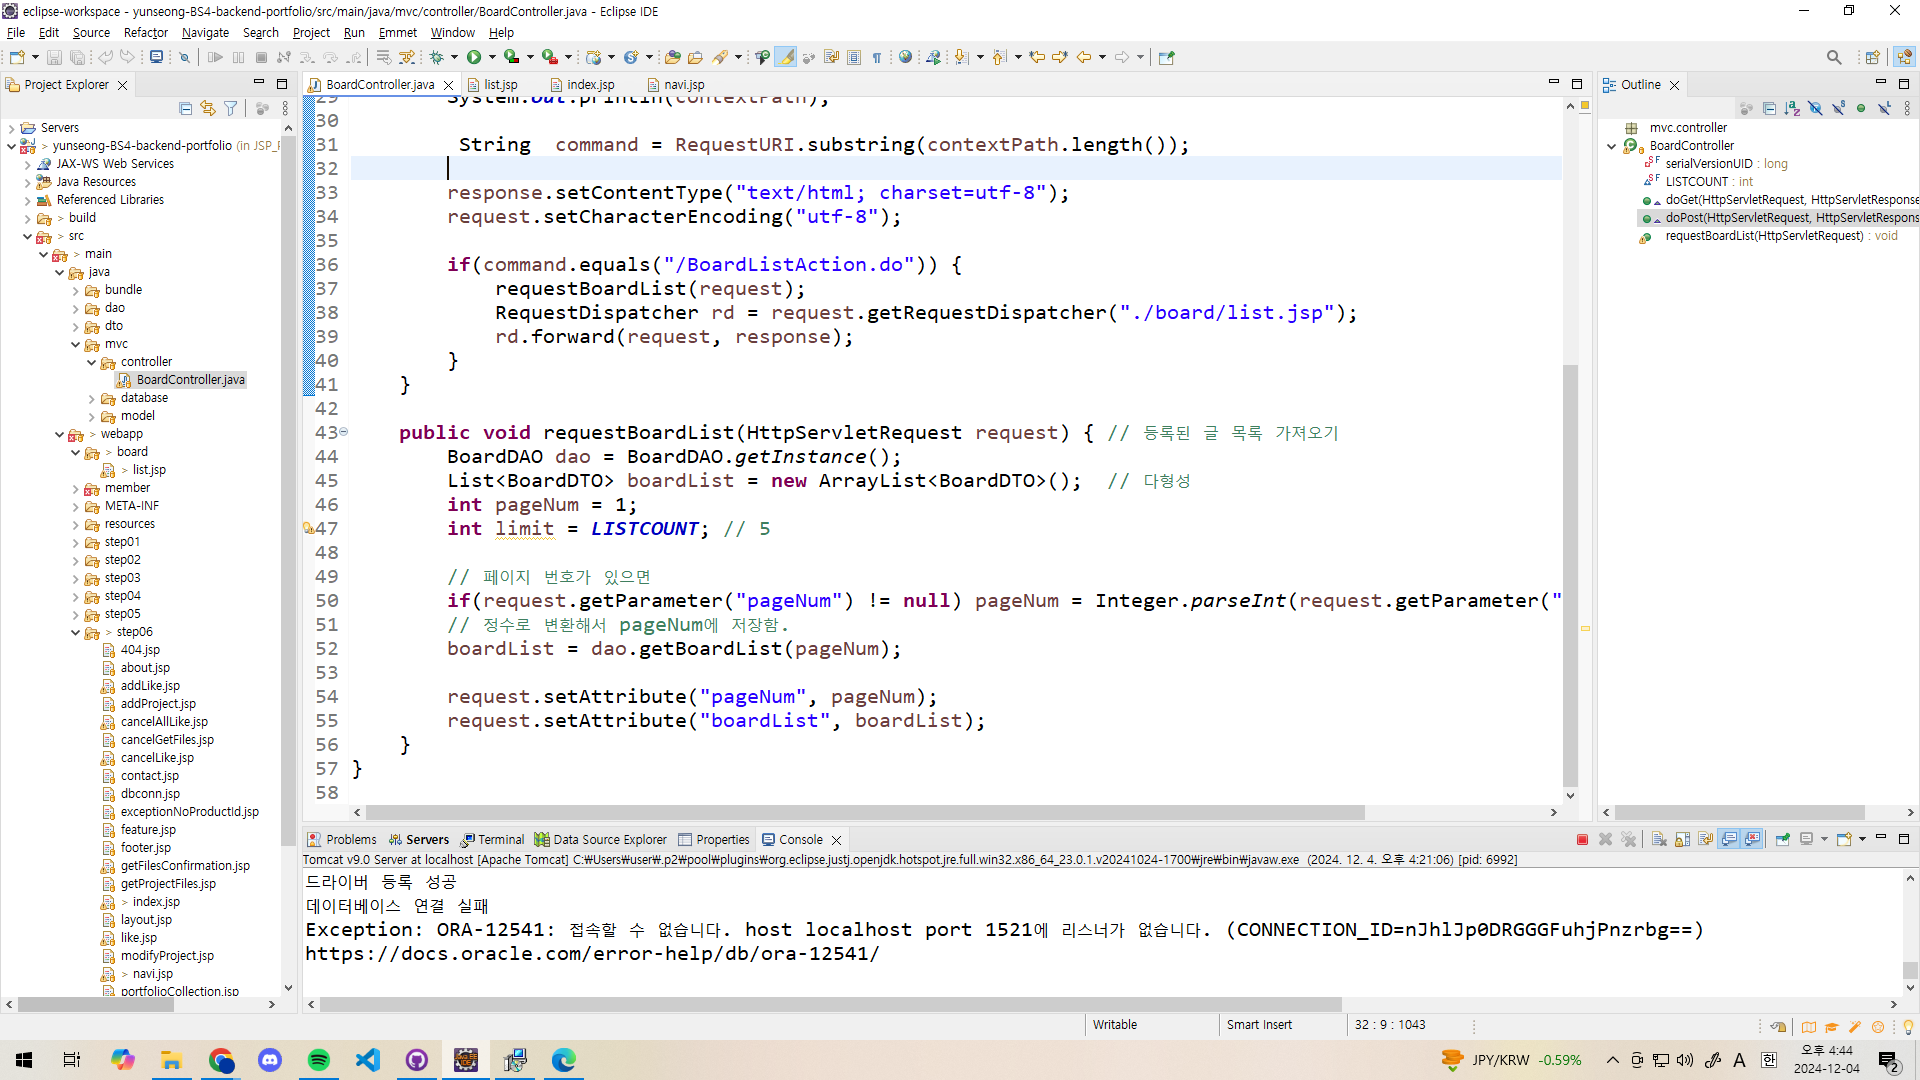 eclipse-workspace - yunseong-BS4-backend-portfolio/src/main/java/mvc/controller/BoardController.java - Eclipse IDE
File Edit Source Refactor Navigate Search Project Run Emmet Window Help
Project Explorer
Servers
yunseong-BS4-backend-portfolio (in JSP_F
JAX-WS Web Services
Java Resources
Referenced Libraries
> build
> src
> main
java
bundle
dao
dto
mvc
controller
BoardController.java
database
model
> webapp
> board
> list.jsp
member
META-INF
resources
step01
step02
step03
step04
step05
> step06
404.jsp
about.jsp
addLike.jsp
addProject.jsp
cancelAllLike.jsp
cancelGetFiles.jsp
cancelLike.jsp
contact.jsp
dbconn.jsp
exceptionNoProductId.jsp
feature.jsp
footer.jsp
getFilesConfirmation.jsp
getProjectFiles.jsp
> index.jsp
layout.jsp
like.jsp
modifyProject.jsp
> navi.jsp
portfolioCollection.jsp
BoardController.java list.jsp index.jsp navi.jsp
29 System.out.println(contextPath);
30
31 String command = RequestURI.substring(contextPath.length());
32
33 response.setContentType("text/html; charset=utf-8");
34 request.setCharacterEncoding("utf-8");
35
36 if(command.equals("/BoardListAction.do")) {
37 requestBoardList(request);
38 RequestDispatcher rd = request.getRequestDispatcher("./board/list.jsp");
39 rd.forward(request, response);
40 }
41 }
42
43 public void requestBoardList(HttpServletRequest request) { // 등록된 글 목록 가져오기
44 BoardDAO dao = BoardDAO.getInstance();
45 List<BoardDTO> boardList = new ArrayList<BoardDTO>(); // 다형성
46 int pageNum = 1;
47 int limit = LISTCOUNT; // 5
48
49 // 페이지 번호가 있으면
50 if(request.getParameter("pageNum") != null) pageNum = Integer.parseInt(request.getParameter("
51 // 정수로 변환해서 pageNum에 저장함.
52 boardList = dao.getBoardList(pageNum);
53
54 request.setAttribute("pageNum", pageNum);
55 request.setAttribute("boardList", boardList);
56 }
57 }
58
Outline
mvc.controller
BoardController
serialVersionUID : long
LISTCOUNT : int
doGet(HttpServletRequest, HttpServletResponse
doPost(HttpServletRequest, HttpServletRespons
requestBoardList(HttpServletRequest) : void
Problems Servers Terminal Data Source Explorer Properties Console
Tomcat v9.0 Server at localhost [Apache Tomcat] C:₩Users₩user₩.p2₩pool₩plugins₩org.eclipse.justj.openjdk.hotspot.jre.full.win32.x86_64_23.0.1.v20241024-1700₩jre₩bin₩javaw.exe (2024. 12. 4. 오후 4:21:06) [pid: 6992]
드라이버 등록 성공
데이터베이스 연결 실패
Exception: ORA-12541: 접속할 수 없습니다. host localhost port 1521에 리스너가 없습니다. (CONNECTION_ID=nJhlJp0DRGGGFuhjPnzrbg==)
https://docs.oracle.com/error-help/db/ora-12541/
Writable Smart Insert 32 : 9 : 1043
JPY/KRW -0.59% A 한 오후 4:44
2024-12-04 2